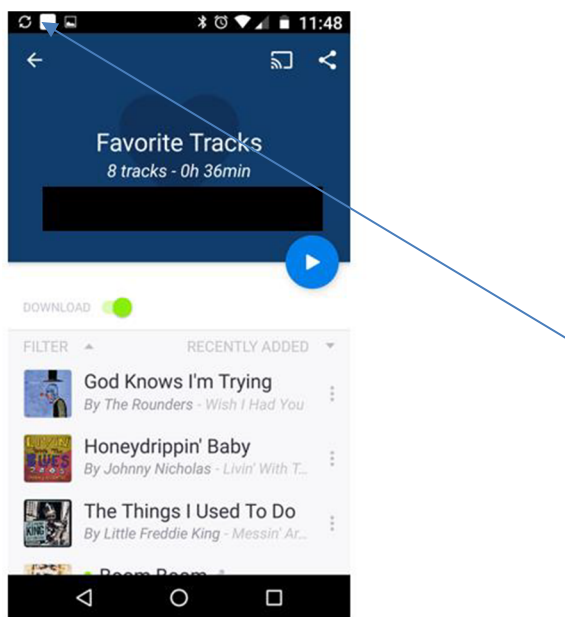 11:48
Favorite Tracks
8 tracks - 0h 36min
DOWNLOAD
FILTER RECENTLY ADDED
God Knows I'm Trying
By The Rounders - Wish I Had You
Honeydrippin' Baby
By Johnny Nicholas - Livin' With T...
The Things I Used To Do
By Little Freddie King - Messin' Ar...
Boom Boom